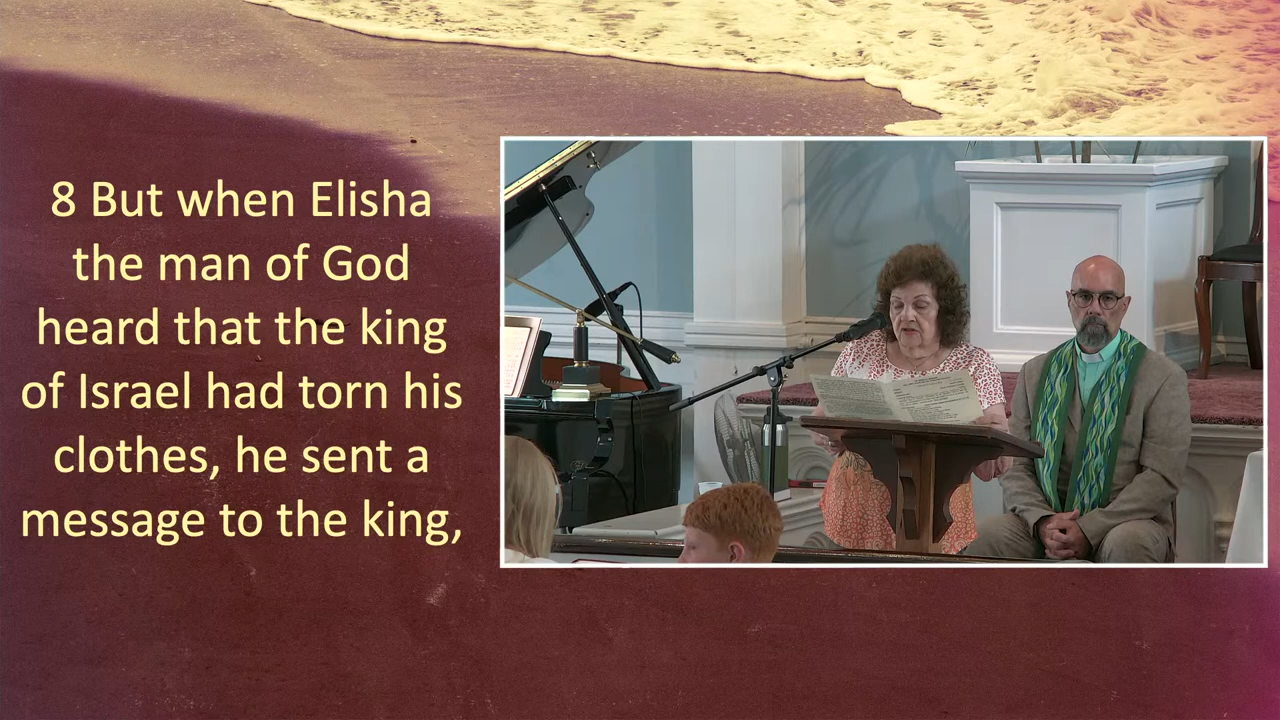 8 But when Elisha
the man of God
heard that the king
of Israel had torn his
clothes, he sent a
message to the king,